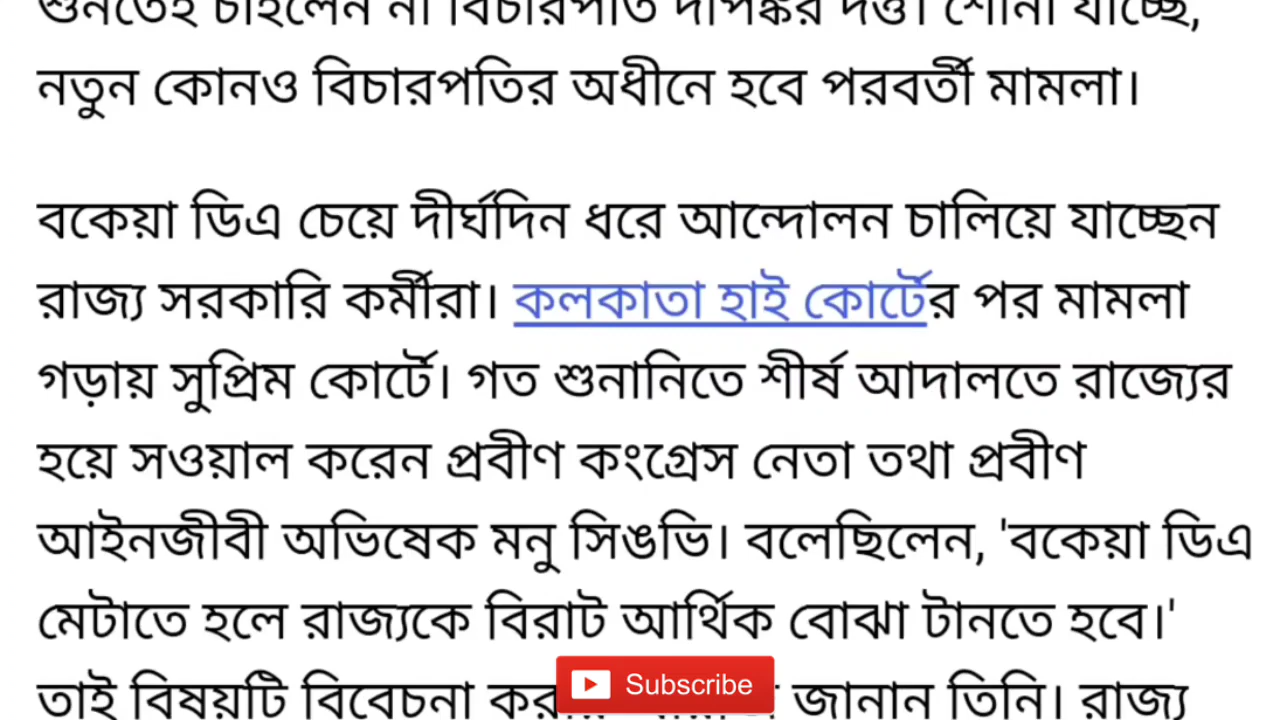 শুনতেই চাইলেন না বিচারপতি দীপঙ্কর দত্ত। শোনা যাচ্ছে,
নতুন কোনও বিচারপতির অধীনে হবে পরবর্তী মামলা।
বকেয়া ডিএ চেয়ে দীর্ঘদিন ধরে আন্দোলন চালিয়ে যাচ্ছেন
রাজ্য সরকারি কর্মীরা। কলকাতা হাই কোর্টের পর মামলা
গড়ায় সুপ্রিম কোর্টে। গত শুনানিতে শীর্ষ আদালতে রাজ্যের
হয়ে সওয়াল করেন প্রবীণ কংগ্রেস নেতা তথা প্রবীণ
আইনজীবী অভিষেক মনু সিঙভি। বলেছিলেন, 'বকেয়া ডিএ
মেটাতে হলে রাজ্যকে বিরাট আর্থিক বোঝা টানতে হবে।'
তাই বিষয়টি বিবেচনা জানান তিনি। রাজ্য
Subscribe